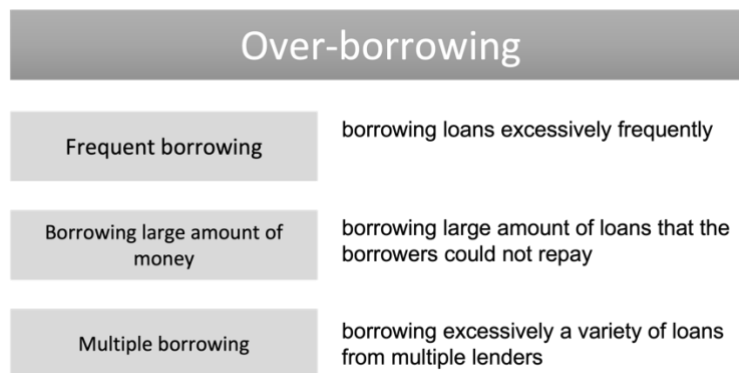 Over-borrowing
Frequent borrowing
borrowing loans excessively frequently
Borrowing large amount of
money
borrowing large amount of loans that the
borrowers could not repay
Multiple borrowing
borrowing excessively a variety of loans
from multiple lenders